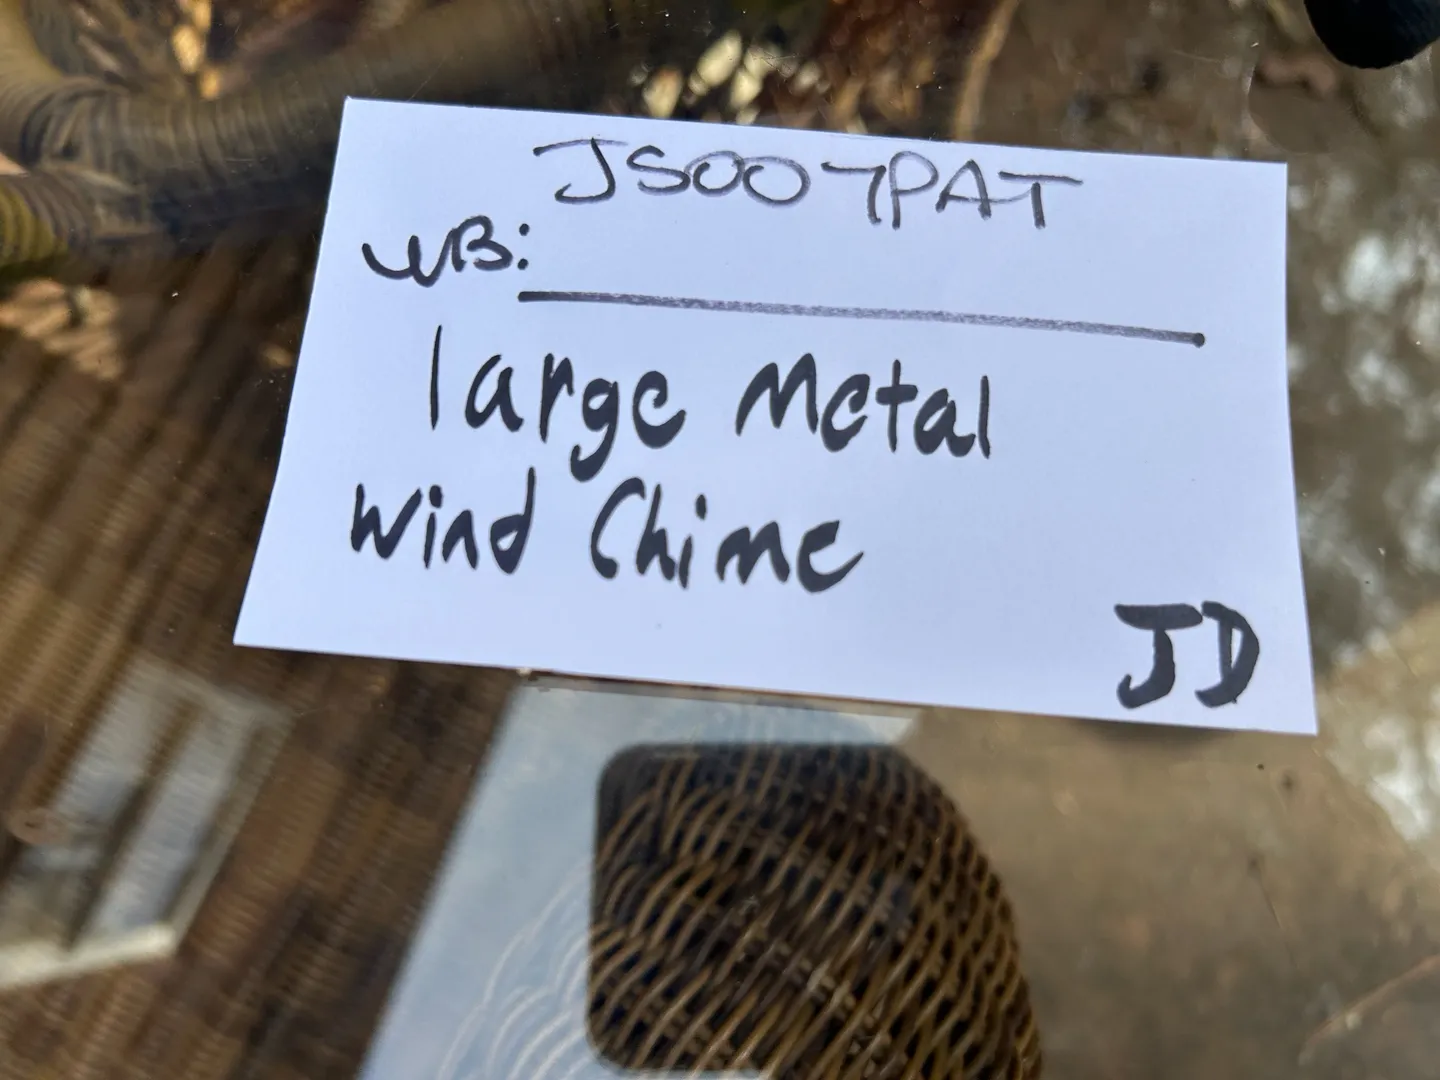 JS007PAT
WB:
large Metal
Wind Chime
JD